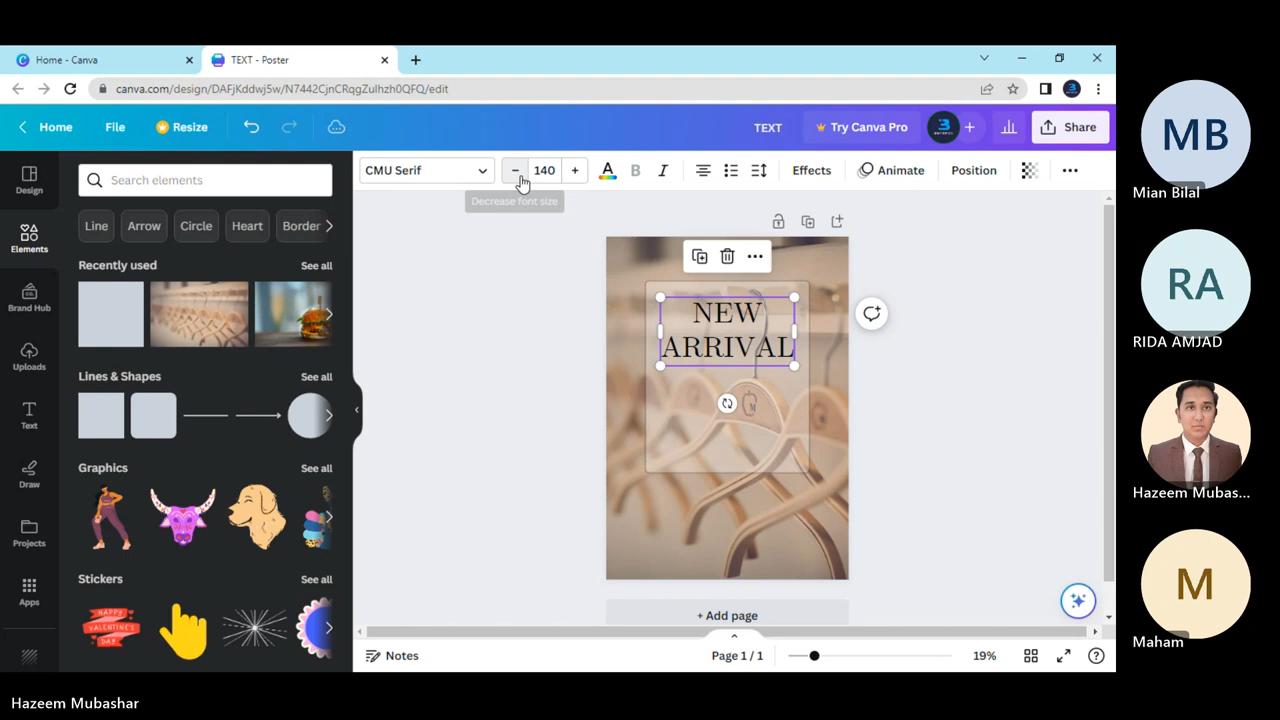 Home - Canva
TEXT - Poster
canva.com/design/DAFjKddwj5w/N7442CjnCRqgZuIhzh0QFQ/edit
Home
File
Resize
TEXT
Try Canva Pro
Share
Design
Elements
Brand Hub
Uploads
Text
Draw
Projects
Apps
Search elements
Line
Arrow
Circle
Heart
Border
Recently used
See all
Lines & Shapes
See all
Graphics
See all
Stickers
See all
HAPPY
VALENTINE'S
DAY
CMU Serif
140
A
B
I
Effects
Animate
Position
Decrease font size
NEW
ARRIVAL
+ Add page
Notes
Page 1 / 1
19%
MB
Mian Bilal
RA
RIDA AMJAD
Hazeem Mubas...
M
Maham
Hazeem Mubashar